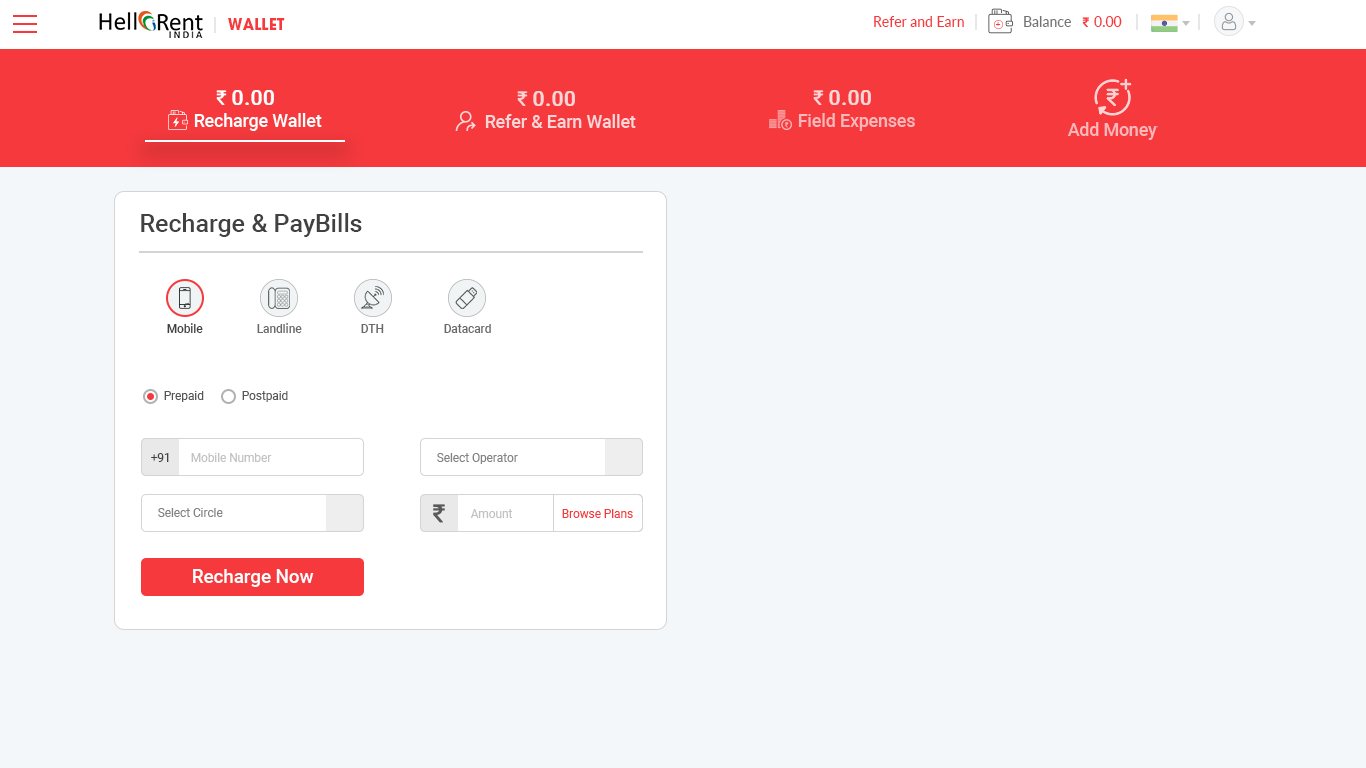 Hello Rent INDIA | WALLET
Refer and Earn
Balance ₹ 0.00
₹ 0.00
Recharge Wallet
₹ 0.00
Refer & Earn Wallet
₹ 0.00
Field Expenses
₹
Add Money
Recharge & PayBills
Mobile
Landline
DTH
Datacard
Prepaid
Postpaid
+91 Mobile Number
Select Operator
Select Circle
₹ Amount Browse Plans
Recharge Now